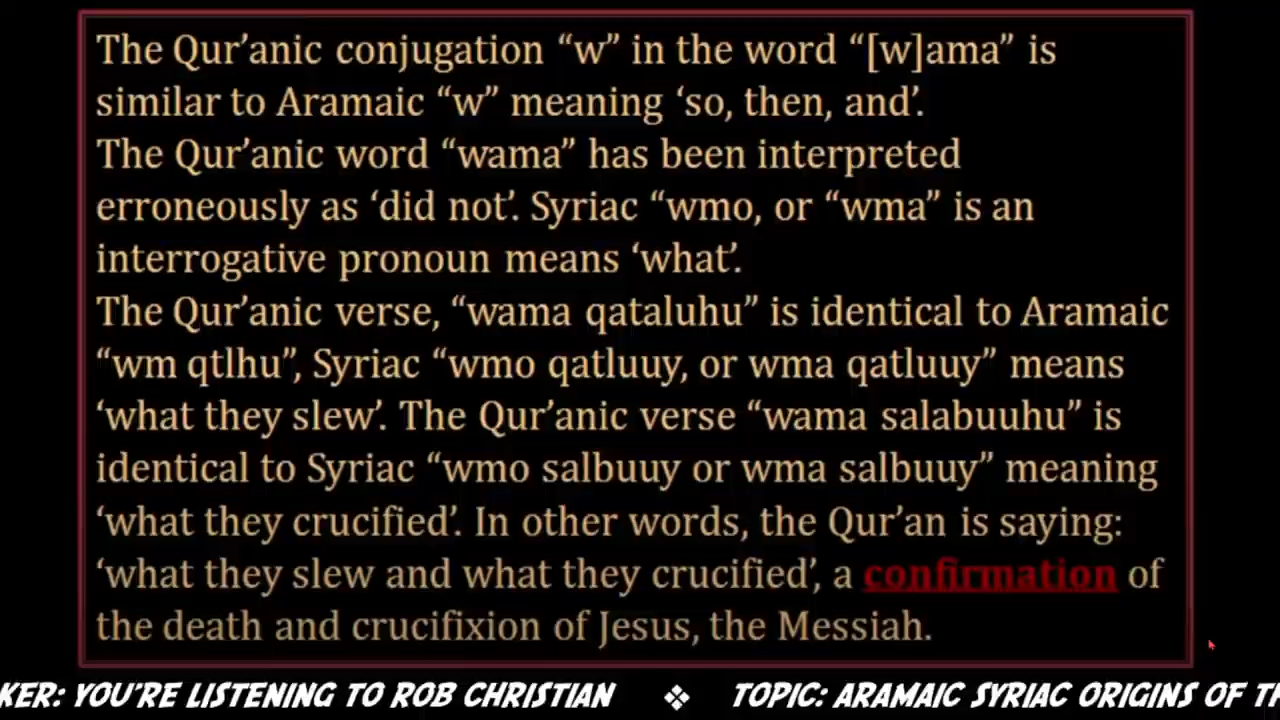 The Qur’anic conjugation “w” in the word “[w]ama” is
similar to Aramaic “w” meaning ‘so, then, and’.
The Qur’anic word “wama” has been interpreted
erroneously as ‘did not’. Syriac “wmo, or “wma” is an
interrogative pronoun means ‘what’.
The Qur’anic verse, “wama qataluhu” is identical to Aramaic
“wm qtlhu”, Syriac “wmo qatluuy, or wma qatluuy” means
‘what they slew’. The Qur’anic verse “wama salabuuhu” is
identical to Syriac “wmo salbuuy or wma salbuuy” meaning
‘what they crucified’. In other words, the Qur’an is saying:
‘what they slew and what they crucified’, a confirmation of
the death and crucifixion of Jesus, the Messiah.
KER: YOU'RE LISTENING TO ROB CHRISTIAN ❖ TOPIC: ARAMAIC SYRIAC ORIGINS OF TH